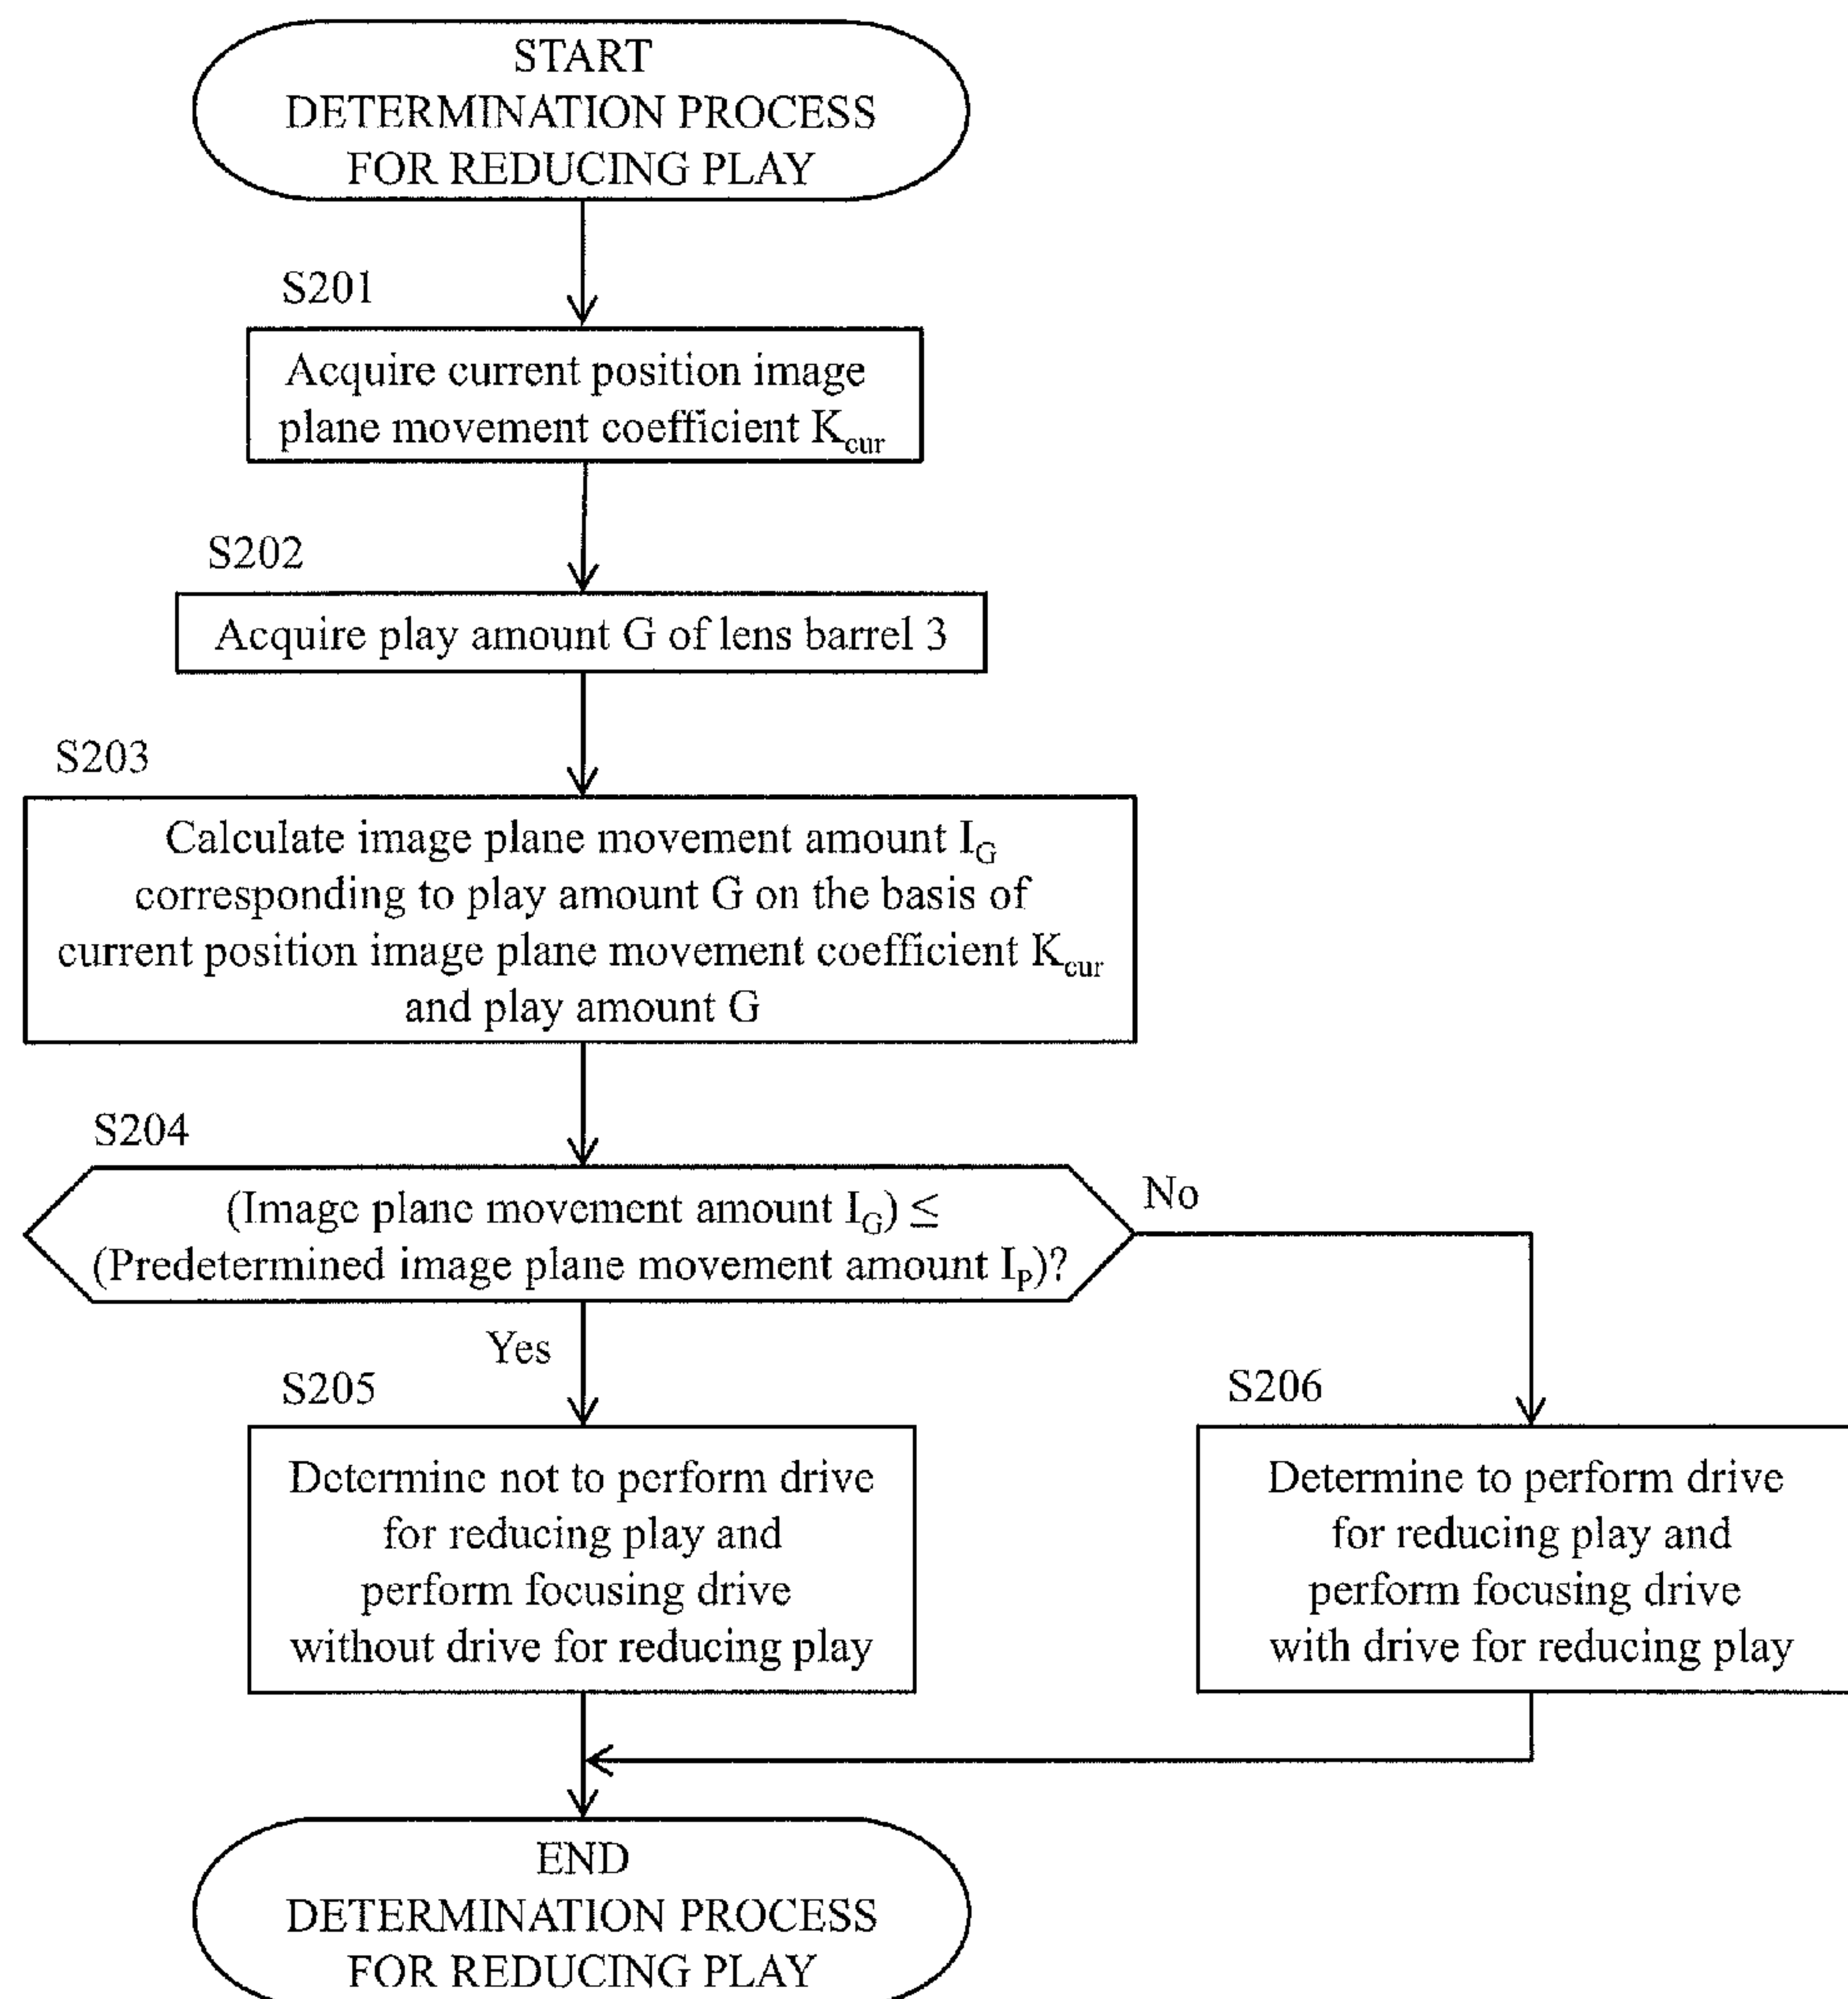 START
DETERMINATION PROCESS
FOR REDUCING PLAY
S201
Acquire current position image
plane movement coefficient Kcur
S202
Acquire play amount G of lens barrel 3
S203
Calculate image plane movement amount IG
corresponding to play amount G on the basis of
current position image plane movement coefficient Kcur
and play amount G
S204
(Image plane movement amount IG) ≤
(Predetermined image plane movement amount IP)?
No
Yes
S205
Determine not to perform drive
for reducing play and
perform focusing drive
without drive for reducing play
S206
Determine to perform drive
for reducing play and
perform focusing drive
with drive for reducing play
END
DETERMINATION PROCESS
FOR REDUCING PLAY